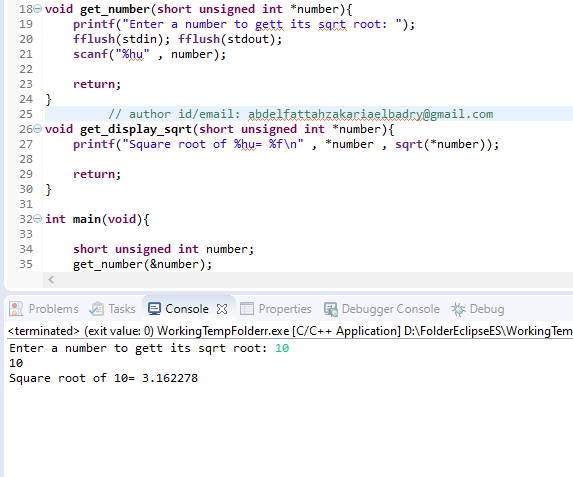 18 void get_number(short unsigned int *number){
19 printf("Enter a number to gett its sqrt root: ");
20 fflush(stdin); fflush(stdout);
21 scanf("%hu" , number);
22
23 return;
24 }
25 // author id/email: abdelfattahzakariaelbadry@gmail.com
26 void get_display_sqrt(short unsigned int *number){
27 printf("Square root of %hu= %f\n" , *number , sqrt(*number));
28
29 return;
30 }
31
32 int main(void){
33
34 short unsigned int number;
35 get_number(&number);
Problems Tasks Console Properties Debugger Console Debug
<terminated> (exit value: 0) WorkingTempFolderr.exe [C/C++ Application] D:\FolderEclipseES\WorkingTem
Enter a number to gett its sqrt root: 10
10
Square root of 10= 3.162278